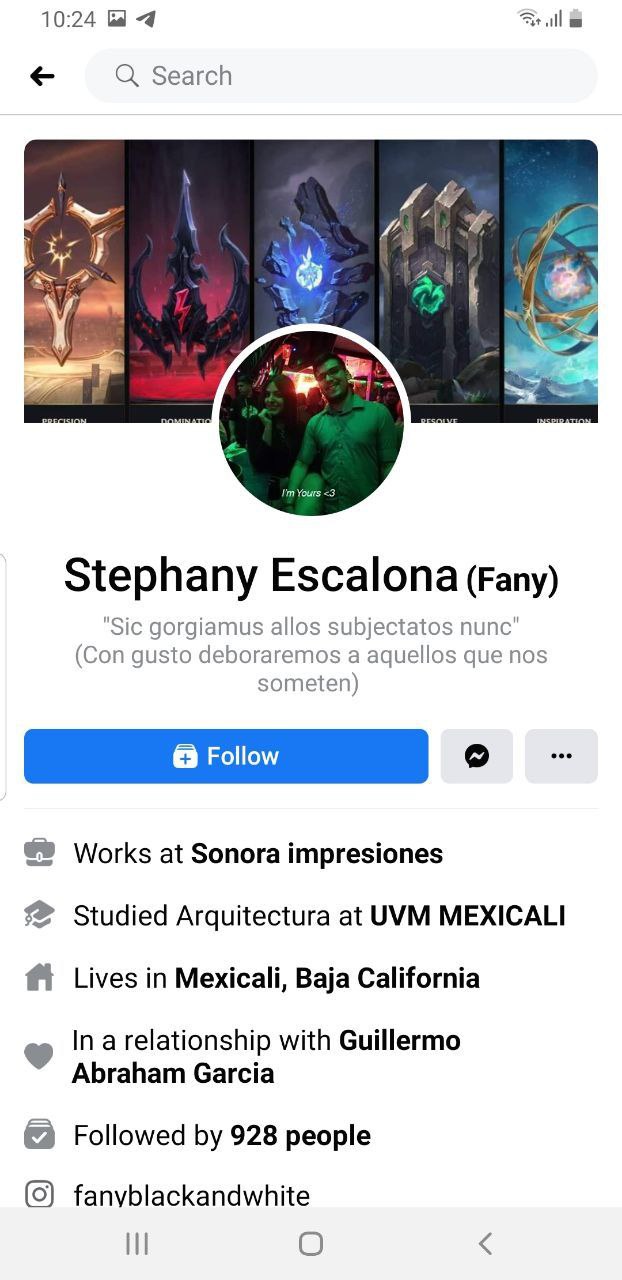 10:24
Search
PRECISION
RESOLVE
INSPIRATION
I'm Yours <3
Stephany Escalona (Fany)
"Sic gorgiamus allos subjectatos nunc"
(Con gusto deboraremos a aquellos que nos
someten)
Follow
Works at Sonora impresiones
Studied Arquitectura at UVM MEXICALI
Lives in Mexicali, Baja California
In a relationship with Guillermo
Abraham Garcia
Followed by 928 people
fanyblackandwhite